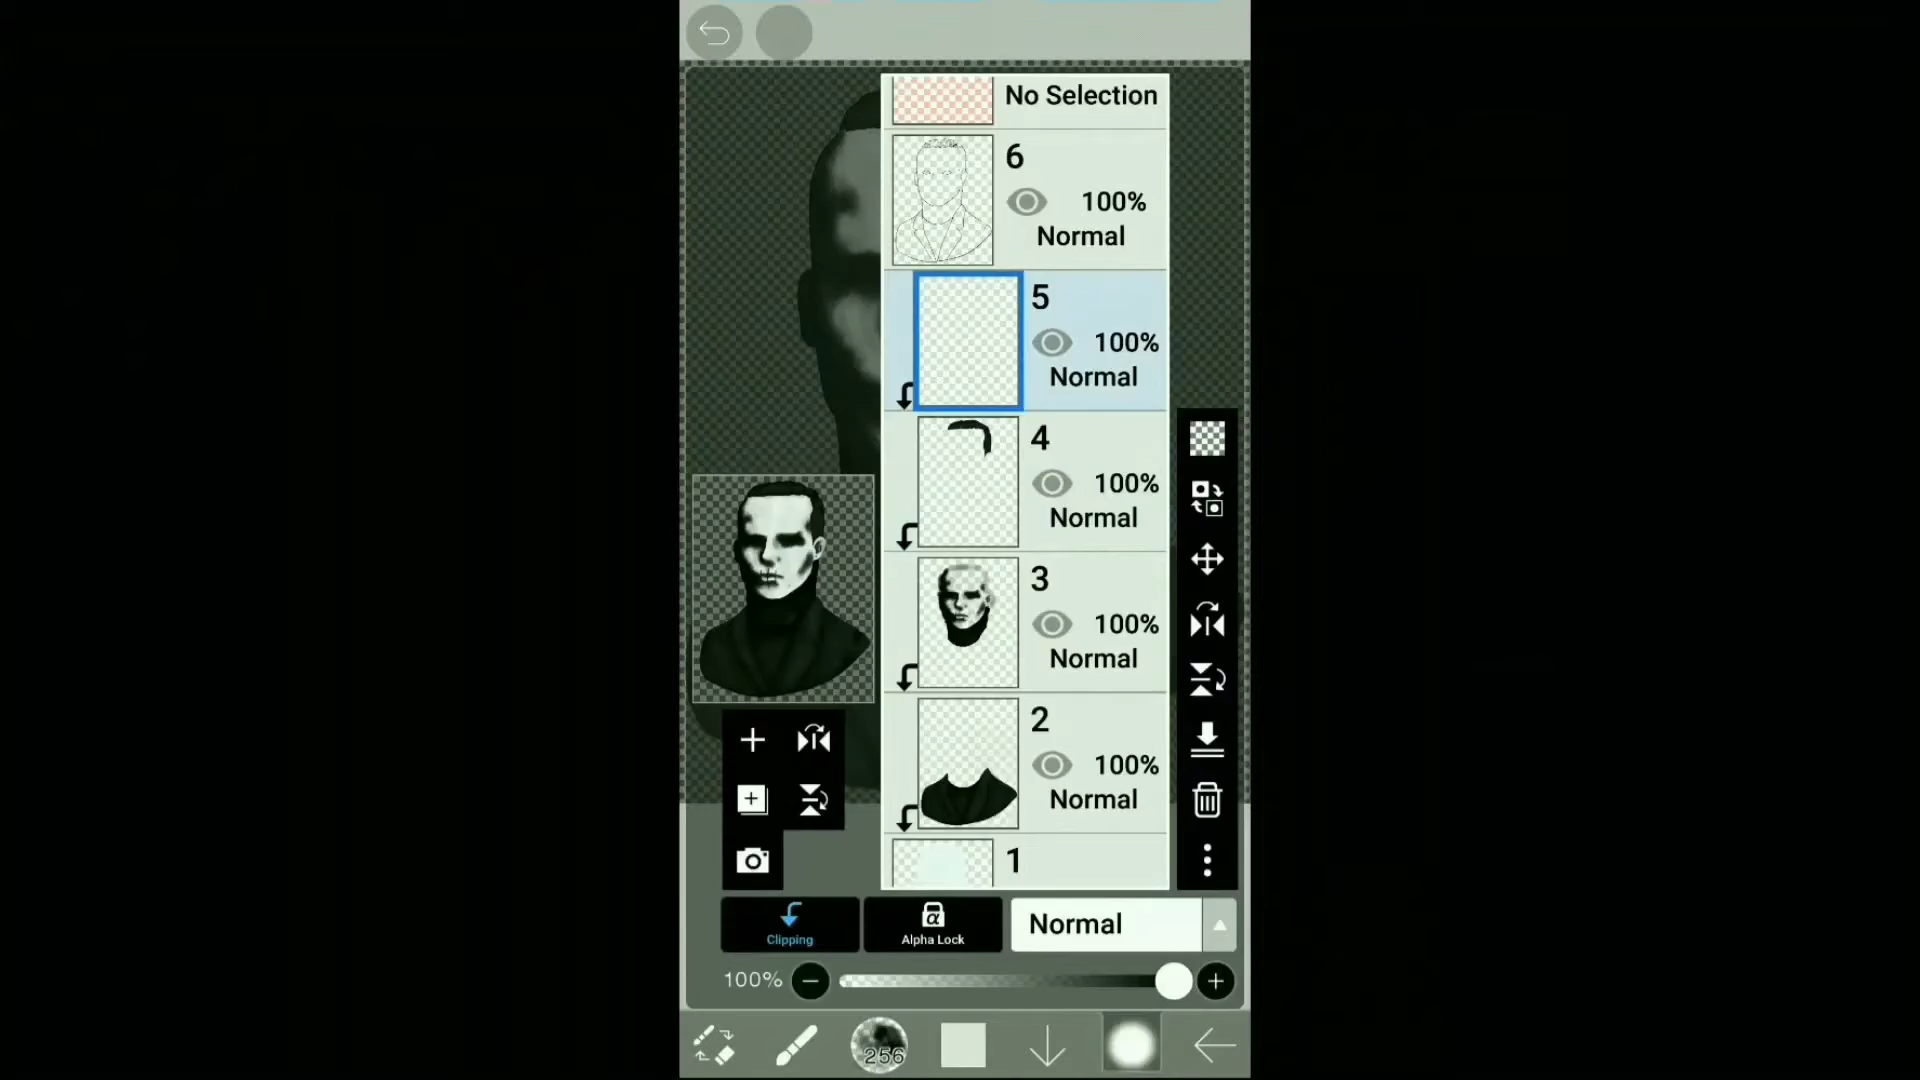 No Selection
6
100%
Normal
5
100%
Normal
4
100%
Normal
3
100%
Normal
2
100%
Normal
1
Clipping
α
Alpha Lock
Normal
100%
256